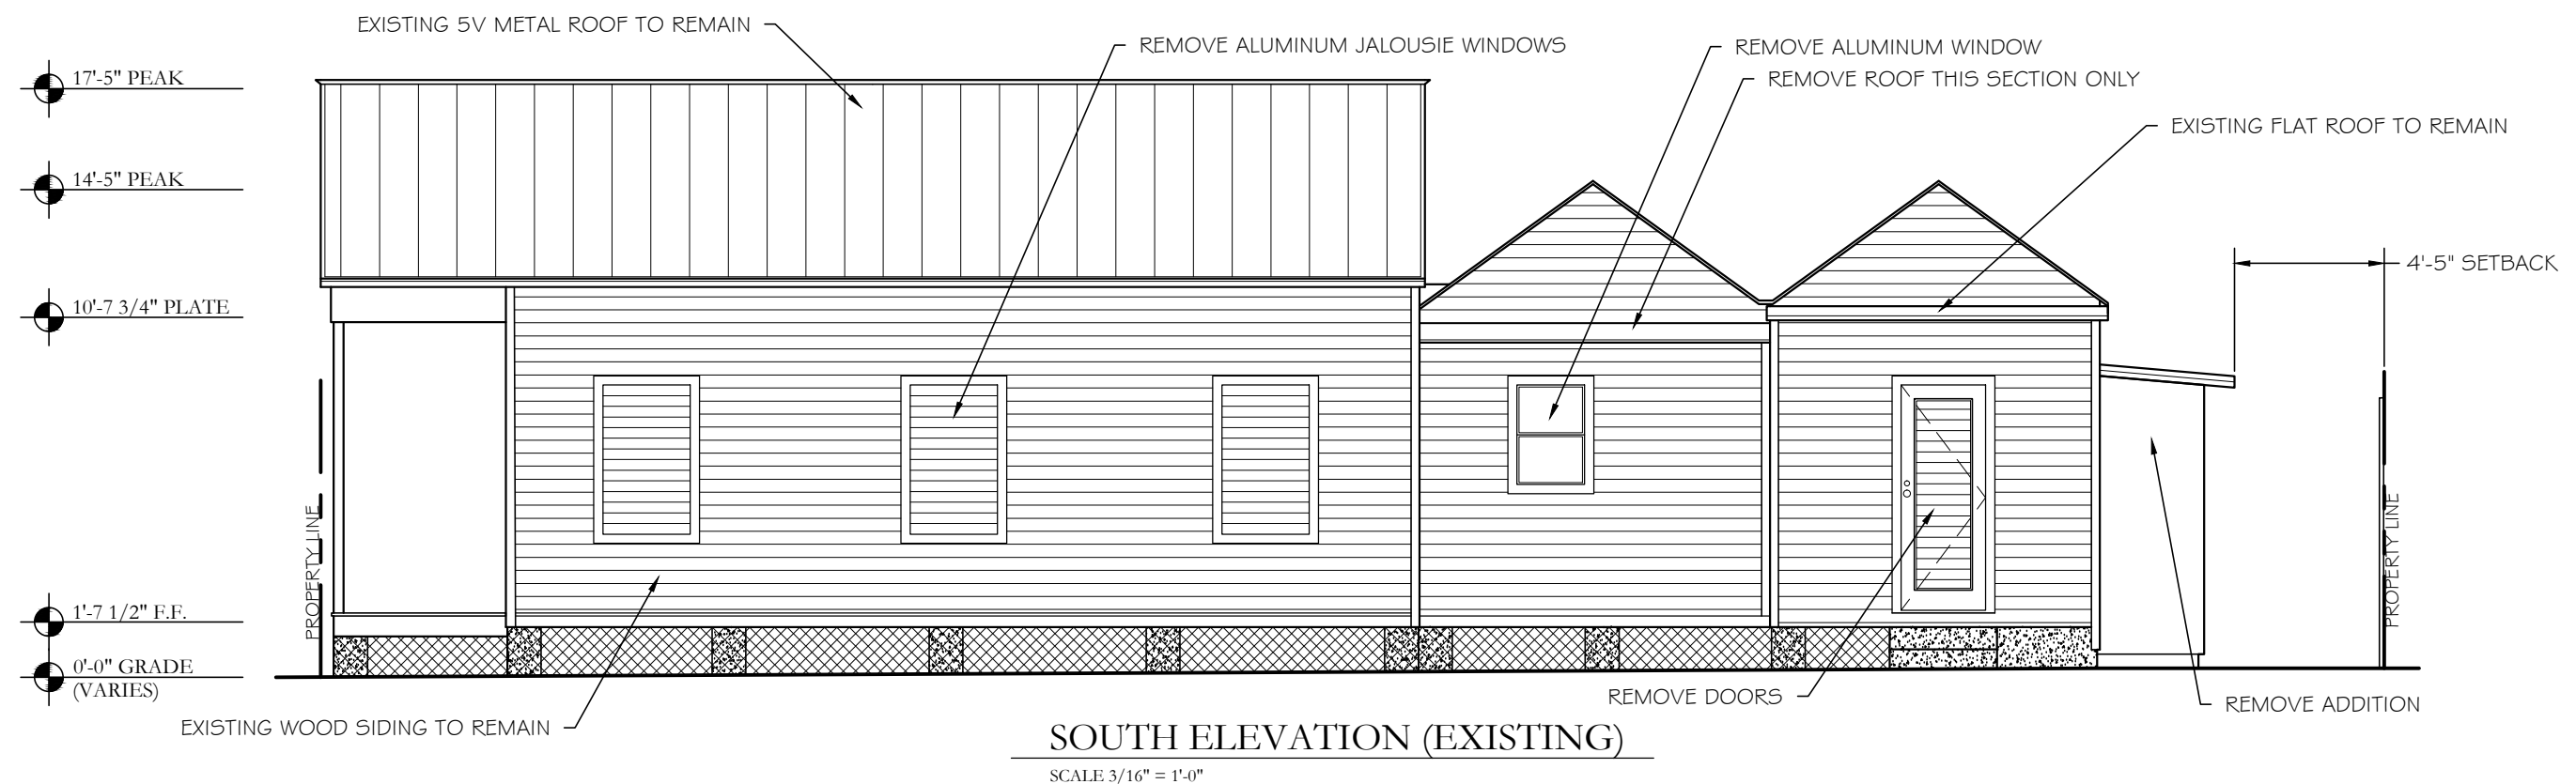 EXISTING 5V METAL ROOF TO REMAIN
REMOVE ALUMINUM JALOUSIE WINDOWS
REMOVE ALUMINUM WINDOW
REMOVE ROOF THIS SECTION ONLY
EXISTING FLAT ROOF TO REMAIN
17'-5" PEAK
14'-5" PEAK
4'-5" SETBACK
10'-7 3/4" PLATE
PROPERTY LINE
PROPERTY LINE
1'-7 1/2" F.F.
0'-0" GRADE
(VARIES)
EXISTING WOOD SIDING TO REMAIN
REMOVE DOORS
REMOVE ADDITION
SOUTH ELEVATION (EXISTING)
SCALE 3/16" = 1'-0"